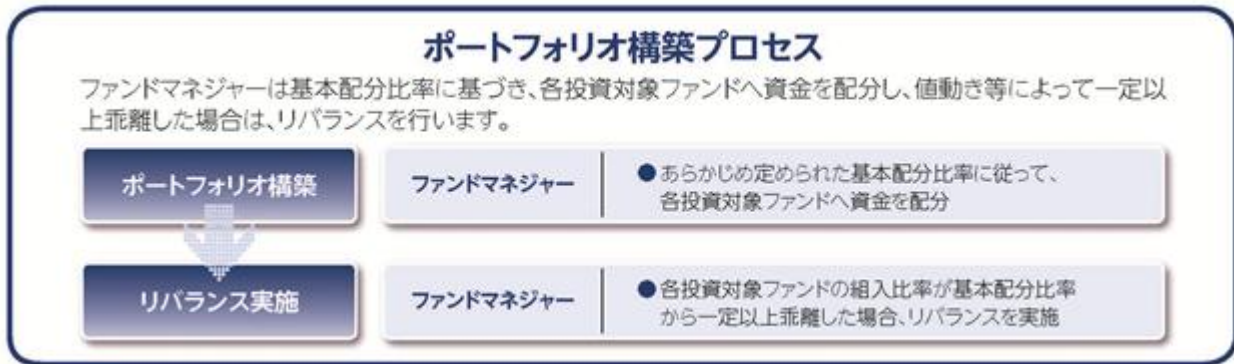 ポートフォリオ構築プロセス
ファンドマネジャーは基本配分比率に基づき、各投資対象ファンドへ資金を配分し、値動き等によって一定以
上乖離した場合は、リバランスを行います。
ポートフォリオ構築
ファンドマネジャー
●あらかじめ定められた基本配分比率に従って、
各投資対象ファンドへ資金を配分
リバランス実施
ファンドマネジャー
●各投資対象ファンドの組入比率が基本配分比率
から一定以上乖離した場合、リバランスを実施